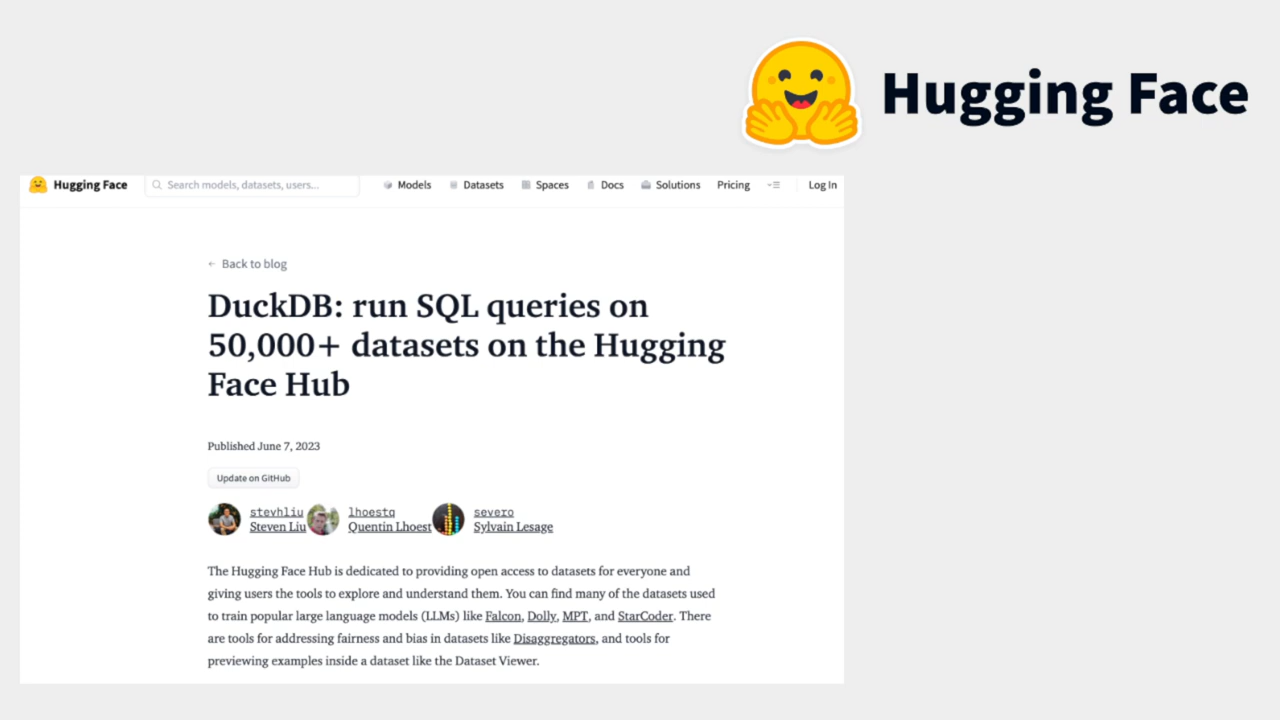 Hugging Face
Hugging Face
Search models, datasets, users...
Models
Datasets
Spaces
Docs
Solutions
Pricing
Log In
← Back to blog
DuckDB: run SQL queries on
50,000+ datasets on the Hugging
Face Hub
Published June 7, 2023
Update on GitHub
stevhliu
Steven Liu
lhoestq
Quentin Lhoest
severo
Sylvain Lesage
The Hugging Face Hub is dedicated to providing open access to datasets for everyone and
giving users the tools to explore and understand them. You can find many of the datasets used
to train popular large language models (LLMs) like Falcon, Dolly, MPT, and StarCoder. There
are tools for addressing fairness and bias in datasets like Disaggregators, and tools for
previewing examples inside a dataset like the Dataset Viewer.